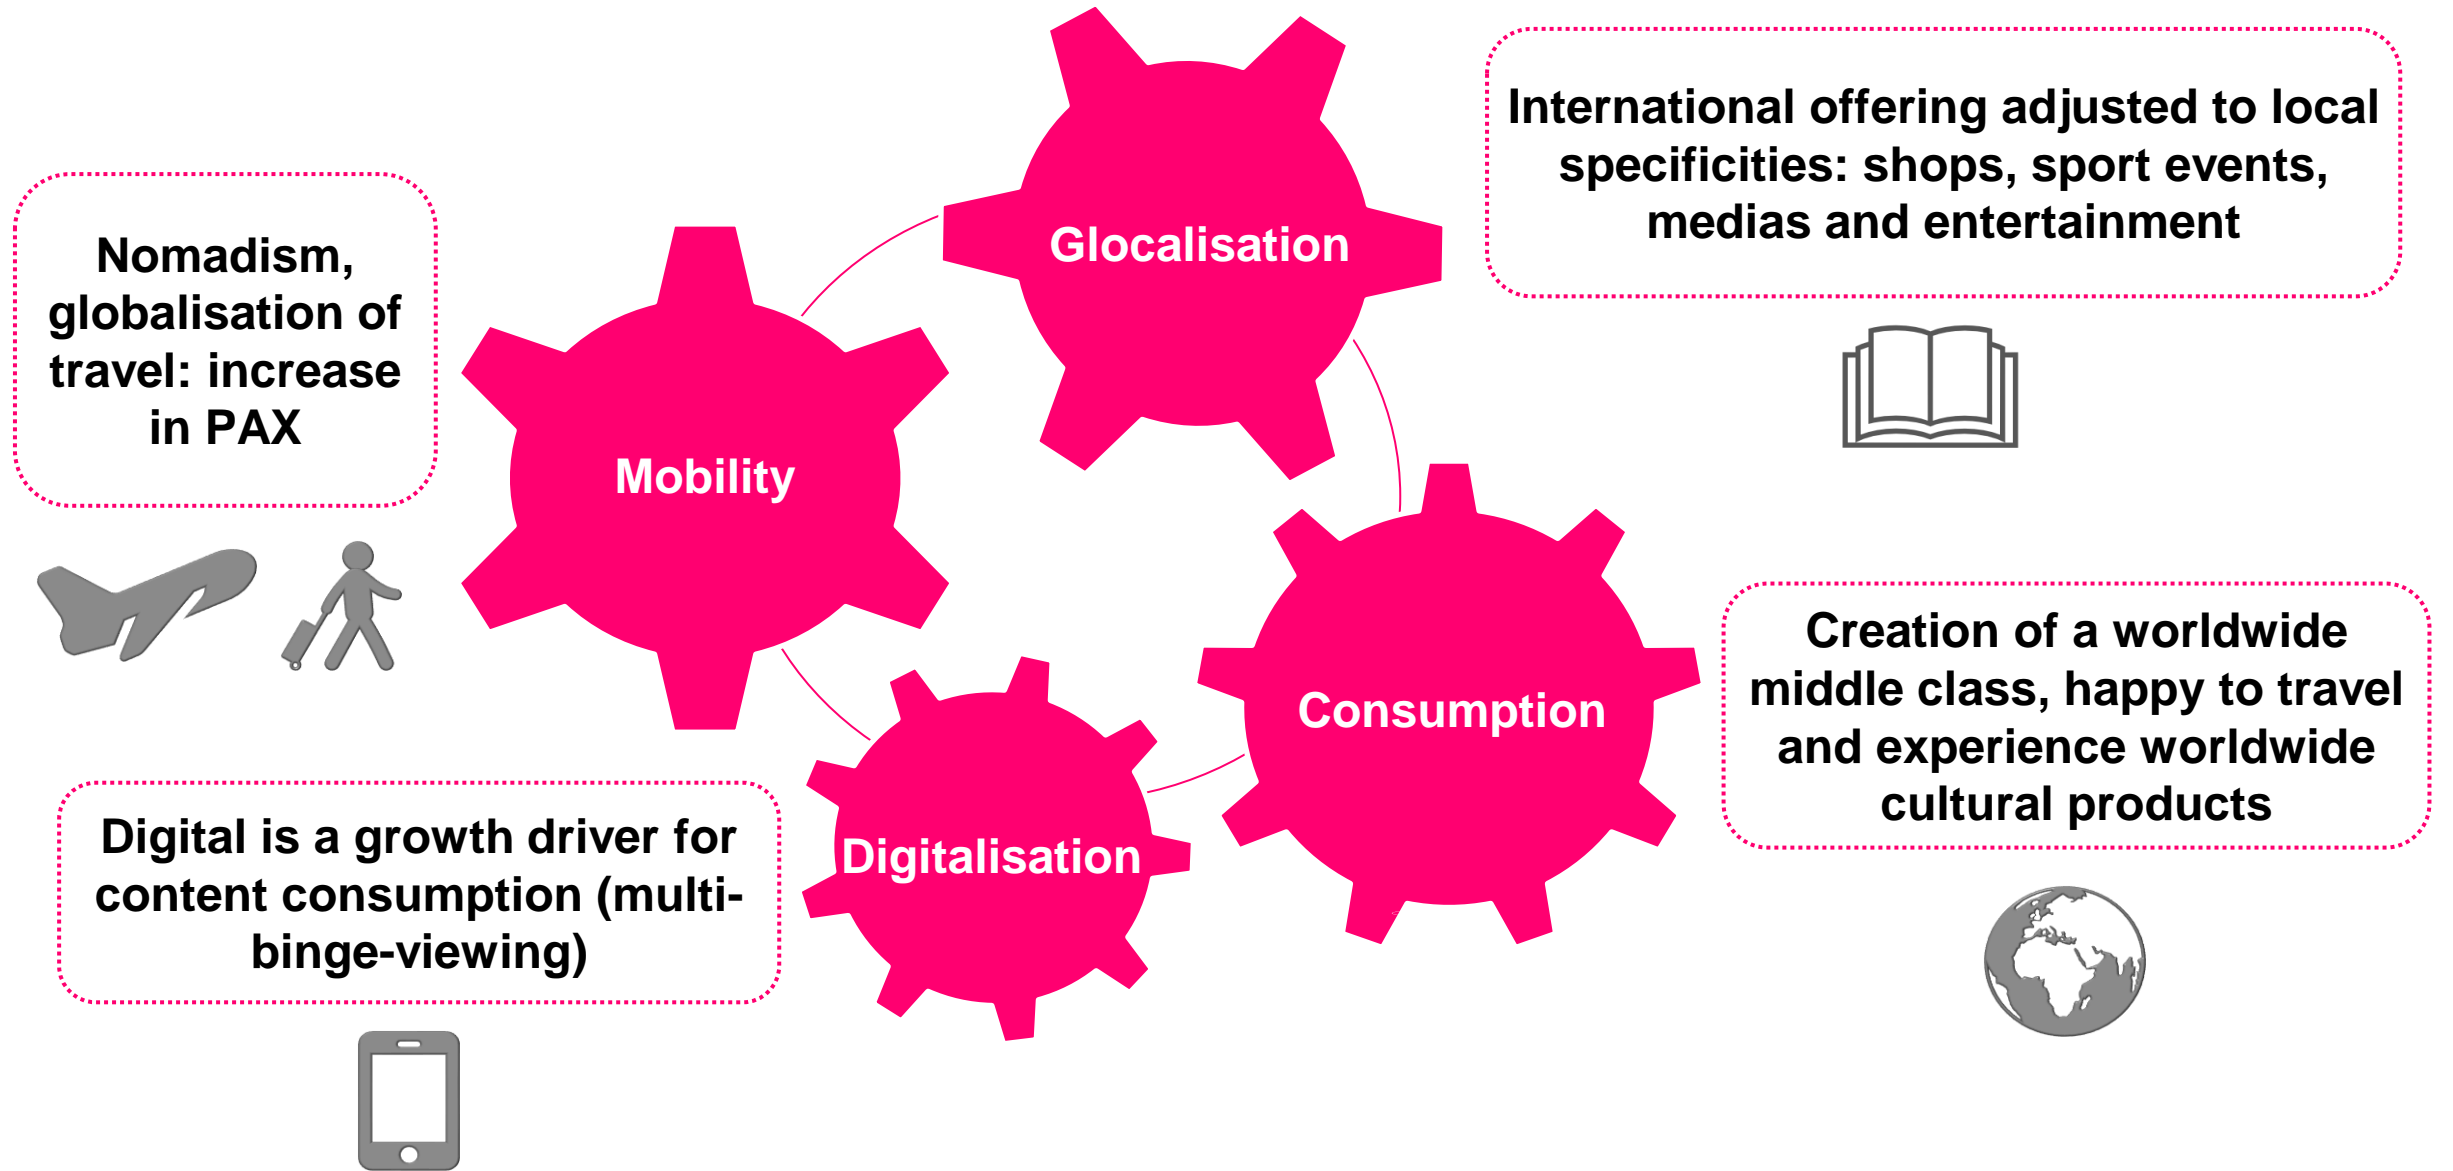 International offering adjusted to local
specificities: shops, sport events,
medias and entertainment
Glocalisation
Nomadism,
globalisation of
travel: increase
in PAX
Mobility
Consumption
Creation of a worldwide
middle class, happy to travel
and experience worldwide
cultural products
Digital is a growth driver for
content consumption (multi-
binge-viewing)
Digitalisation